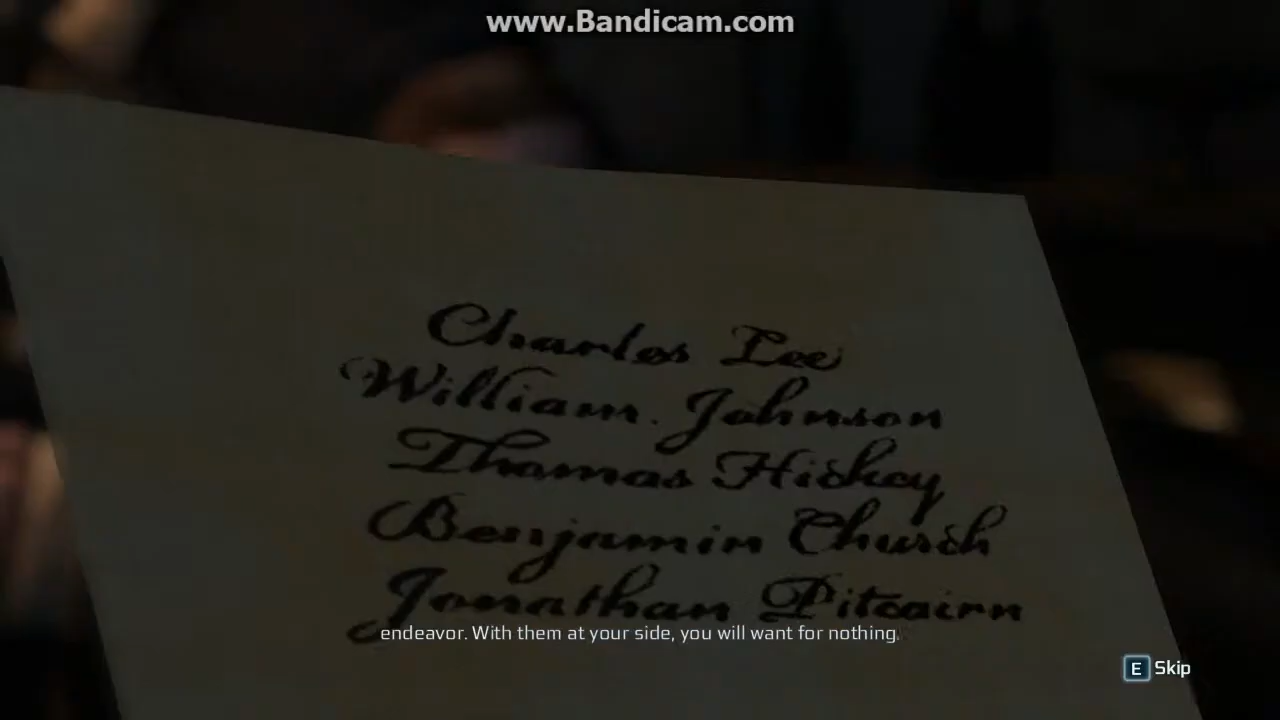 www.Bandicam.com
Charles Lee
William. Johnson
Thomas Hickey
Benjamin Church
Jonathan Pitcairn
endeavor. With them at your side, you will want for nothing.
E Skip